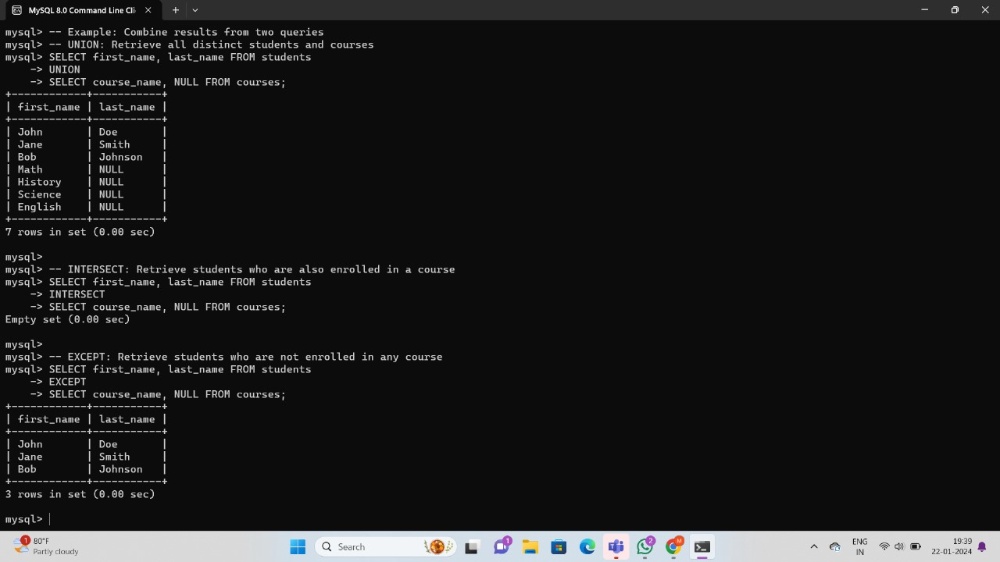 MySQL 8.0 Command Line Cli
mysql> -- Example: Combine results from two queries
mysql> -- UNION: Retrieve all distinct students and courses
mysql> SELECT first_name, last_name FROM students
-> UNION
-> SELECT course_name, NULL FROM courses;
+------------+-----------+
| first_name | last_name |
+------------+-----------+
| John       | Doe       |
| Jane       | Smith     |
| Bob        | Johnson   |
| Math       | NULL      |
| History    | NULL      |
| Science    | NULL      |
| English    | NULL      |
+------------+-----------+
7 rows in set (0.00 sec)
mysql>
mysql> -- INTERSECT: Retrieve students who are also enrolled in a course
mysql> SELECT first_name, last_name FROM students
-> INTERSECT
-> SELECT course_name, NULL FROM courses;
Empty set (0.00 sec)
mysql>
mysql> -- EXCEPT: Retrieve students who are not enrolled in any course
mysql> SELECT first_name, last_name FROM students
-> EXCEPT
-> SELECT course_name, NULL FROM courses;
+------------+-----------+
| first_name | last_name |
+------------+-----------+
| John       | Doe       |
| Jane       | Smith     |
| Bob        | Johnson   |
+------------+-----------+
3 rows in set (0.00 sec)
mysql>
1
80°F
Partly cloudy
Search
1
2
M
ENG
IN
19:39
22-01-2024